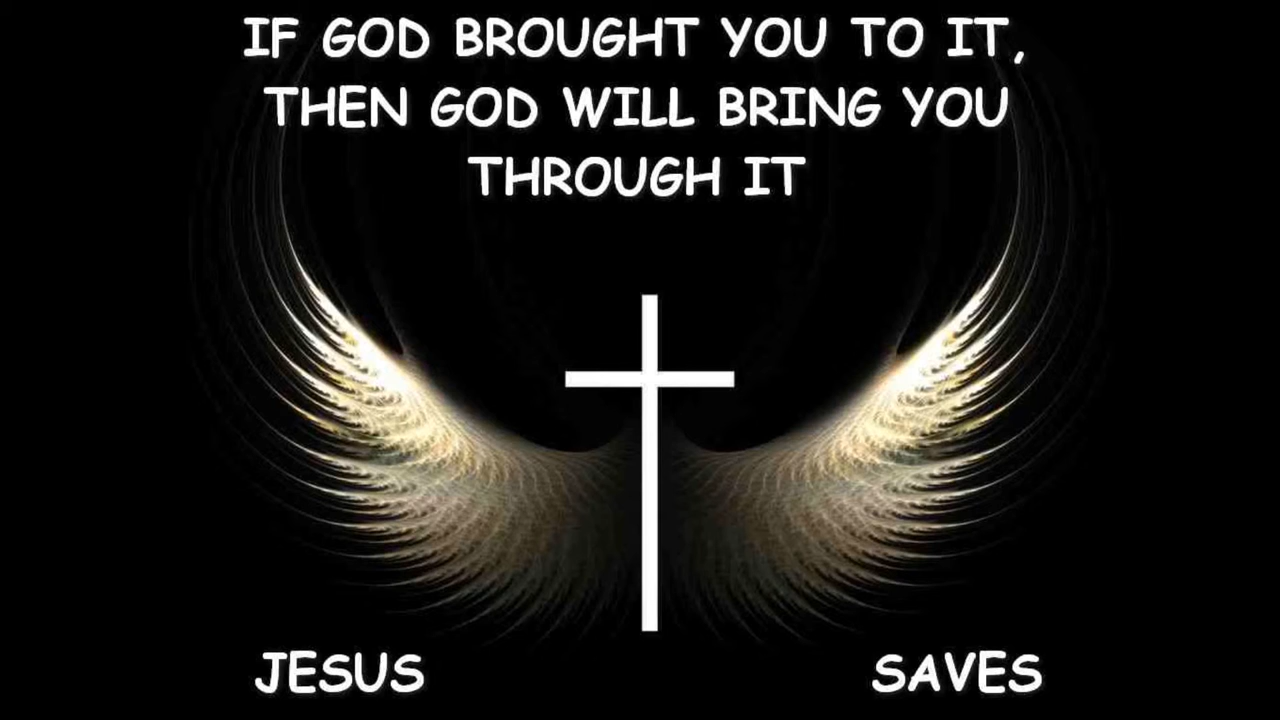 IF GOD BROUGHT YOU TO IT,
THEN GOD WILL BRING YOU
THROUGH IT
JESUS SAVES